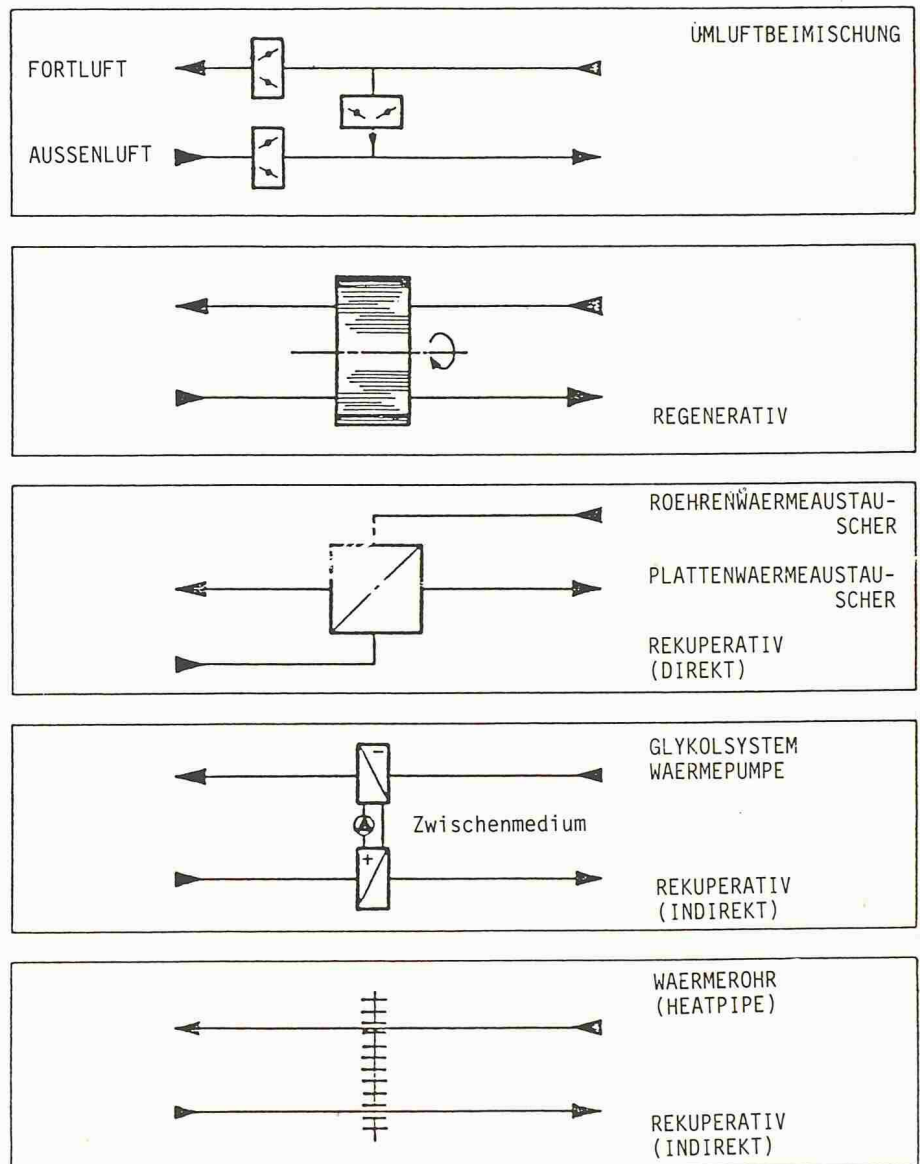 ÜMLUFTBEIMISCHUNG
FORTLUFT
AUSSENLUFT
REGENERATIV
ROEHRENWAERMEAUSTAU-
SCHER
PLATTENWAERMEAUSTAU-
SCHER
REKUPERATIV
(DIREKT)
GLYKOLSYSTEM
WAERMEPUMPE
-
Zwischenmedium
+
REKUPERATIV
(INDIREKT)
WAERMEROHR
(HEATPIPE)
REKUPERATIV
(INDIREKT)